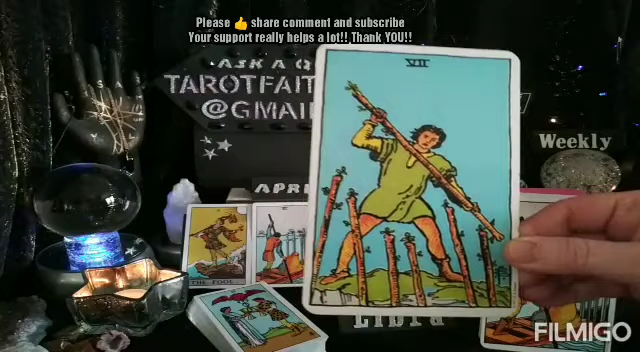 Please 👍 share comment and subscribe
Your support really helps a lot!! Thank YOU!!
ASK A Q
TAROTFAIT
@GMAIL
VII
Weekly
APRI
THE FOOL
Libra
FILMIGO